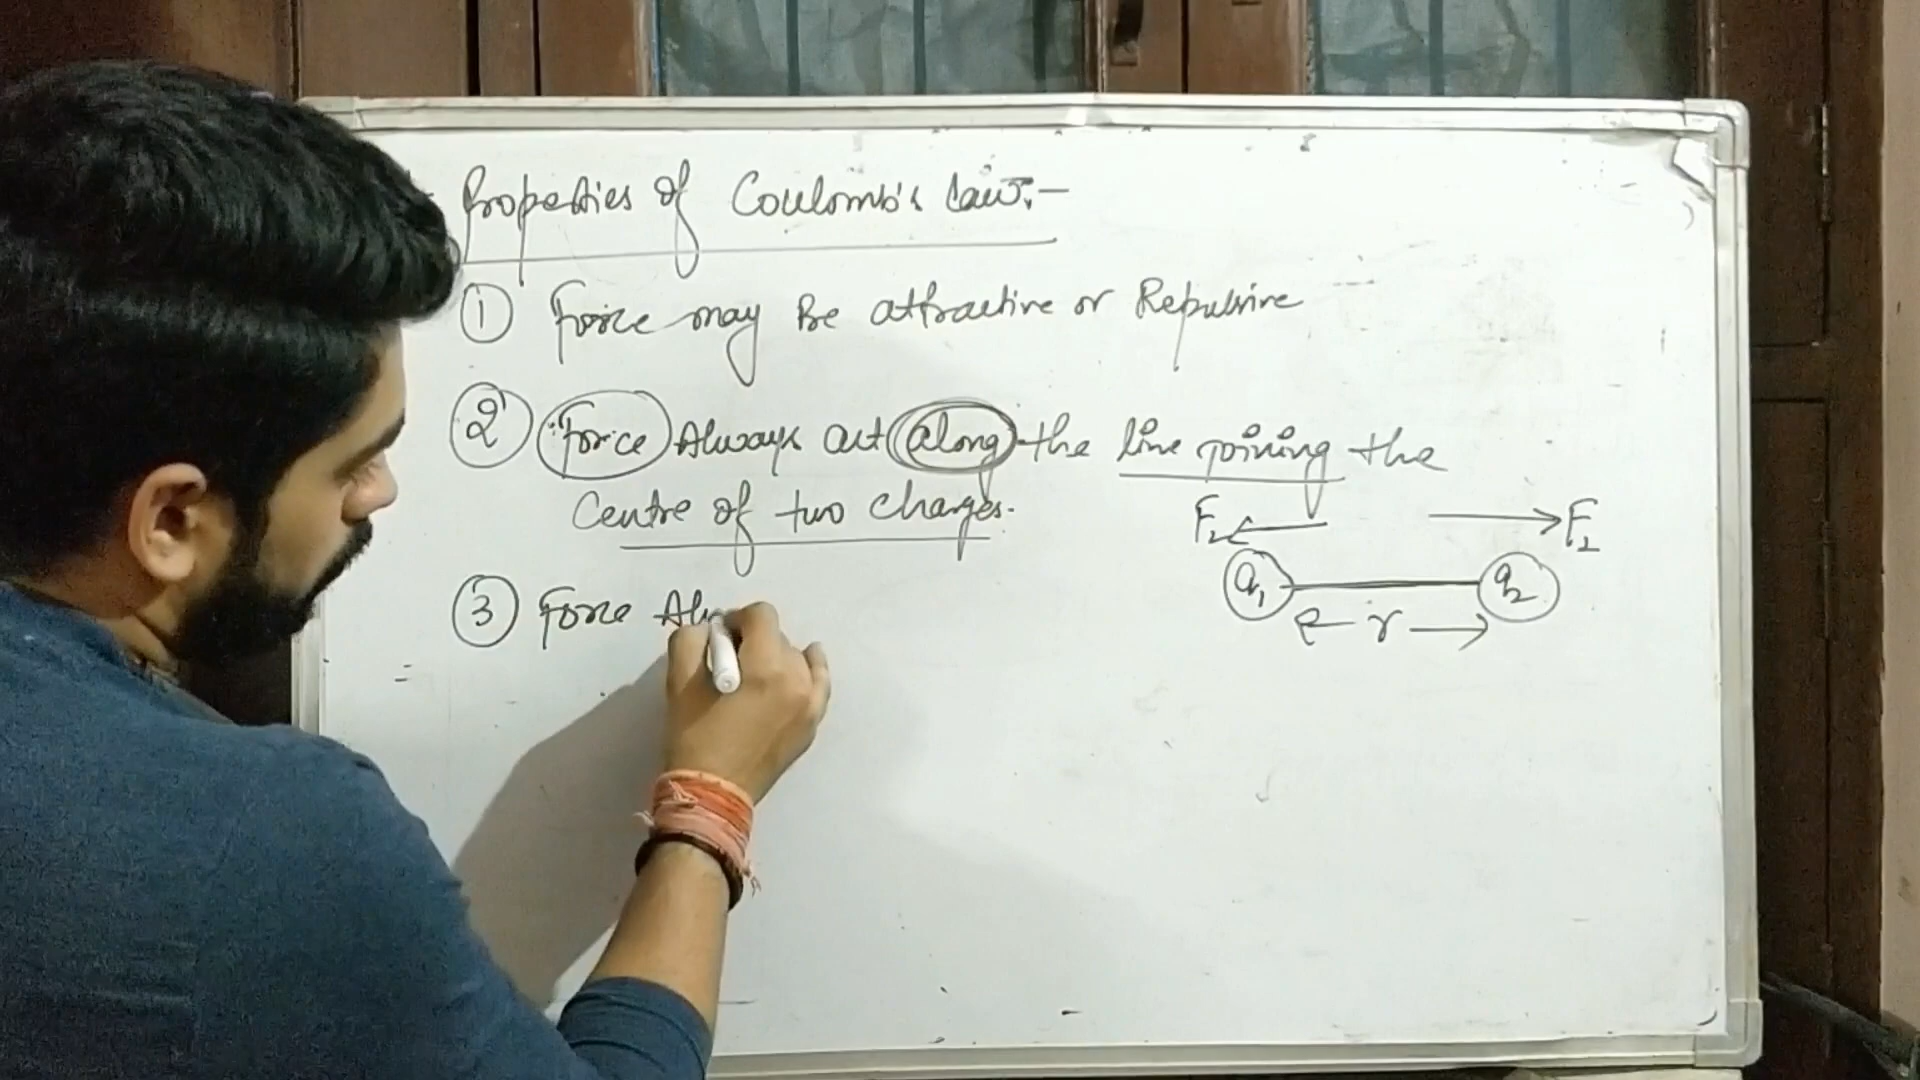 Properties of Coulomb's Law:-
① Force may Be attractive or Repulsive
② Force Always act along the line joining the
Centre of two charges.
F₂ F₁
q₁ q₂
r
③ Force Alw